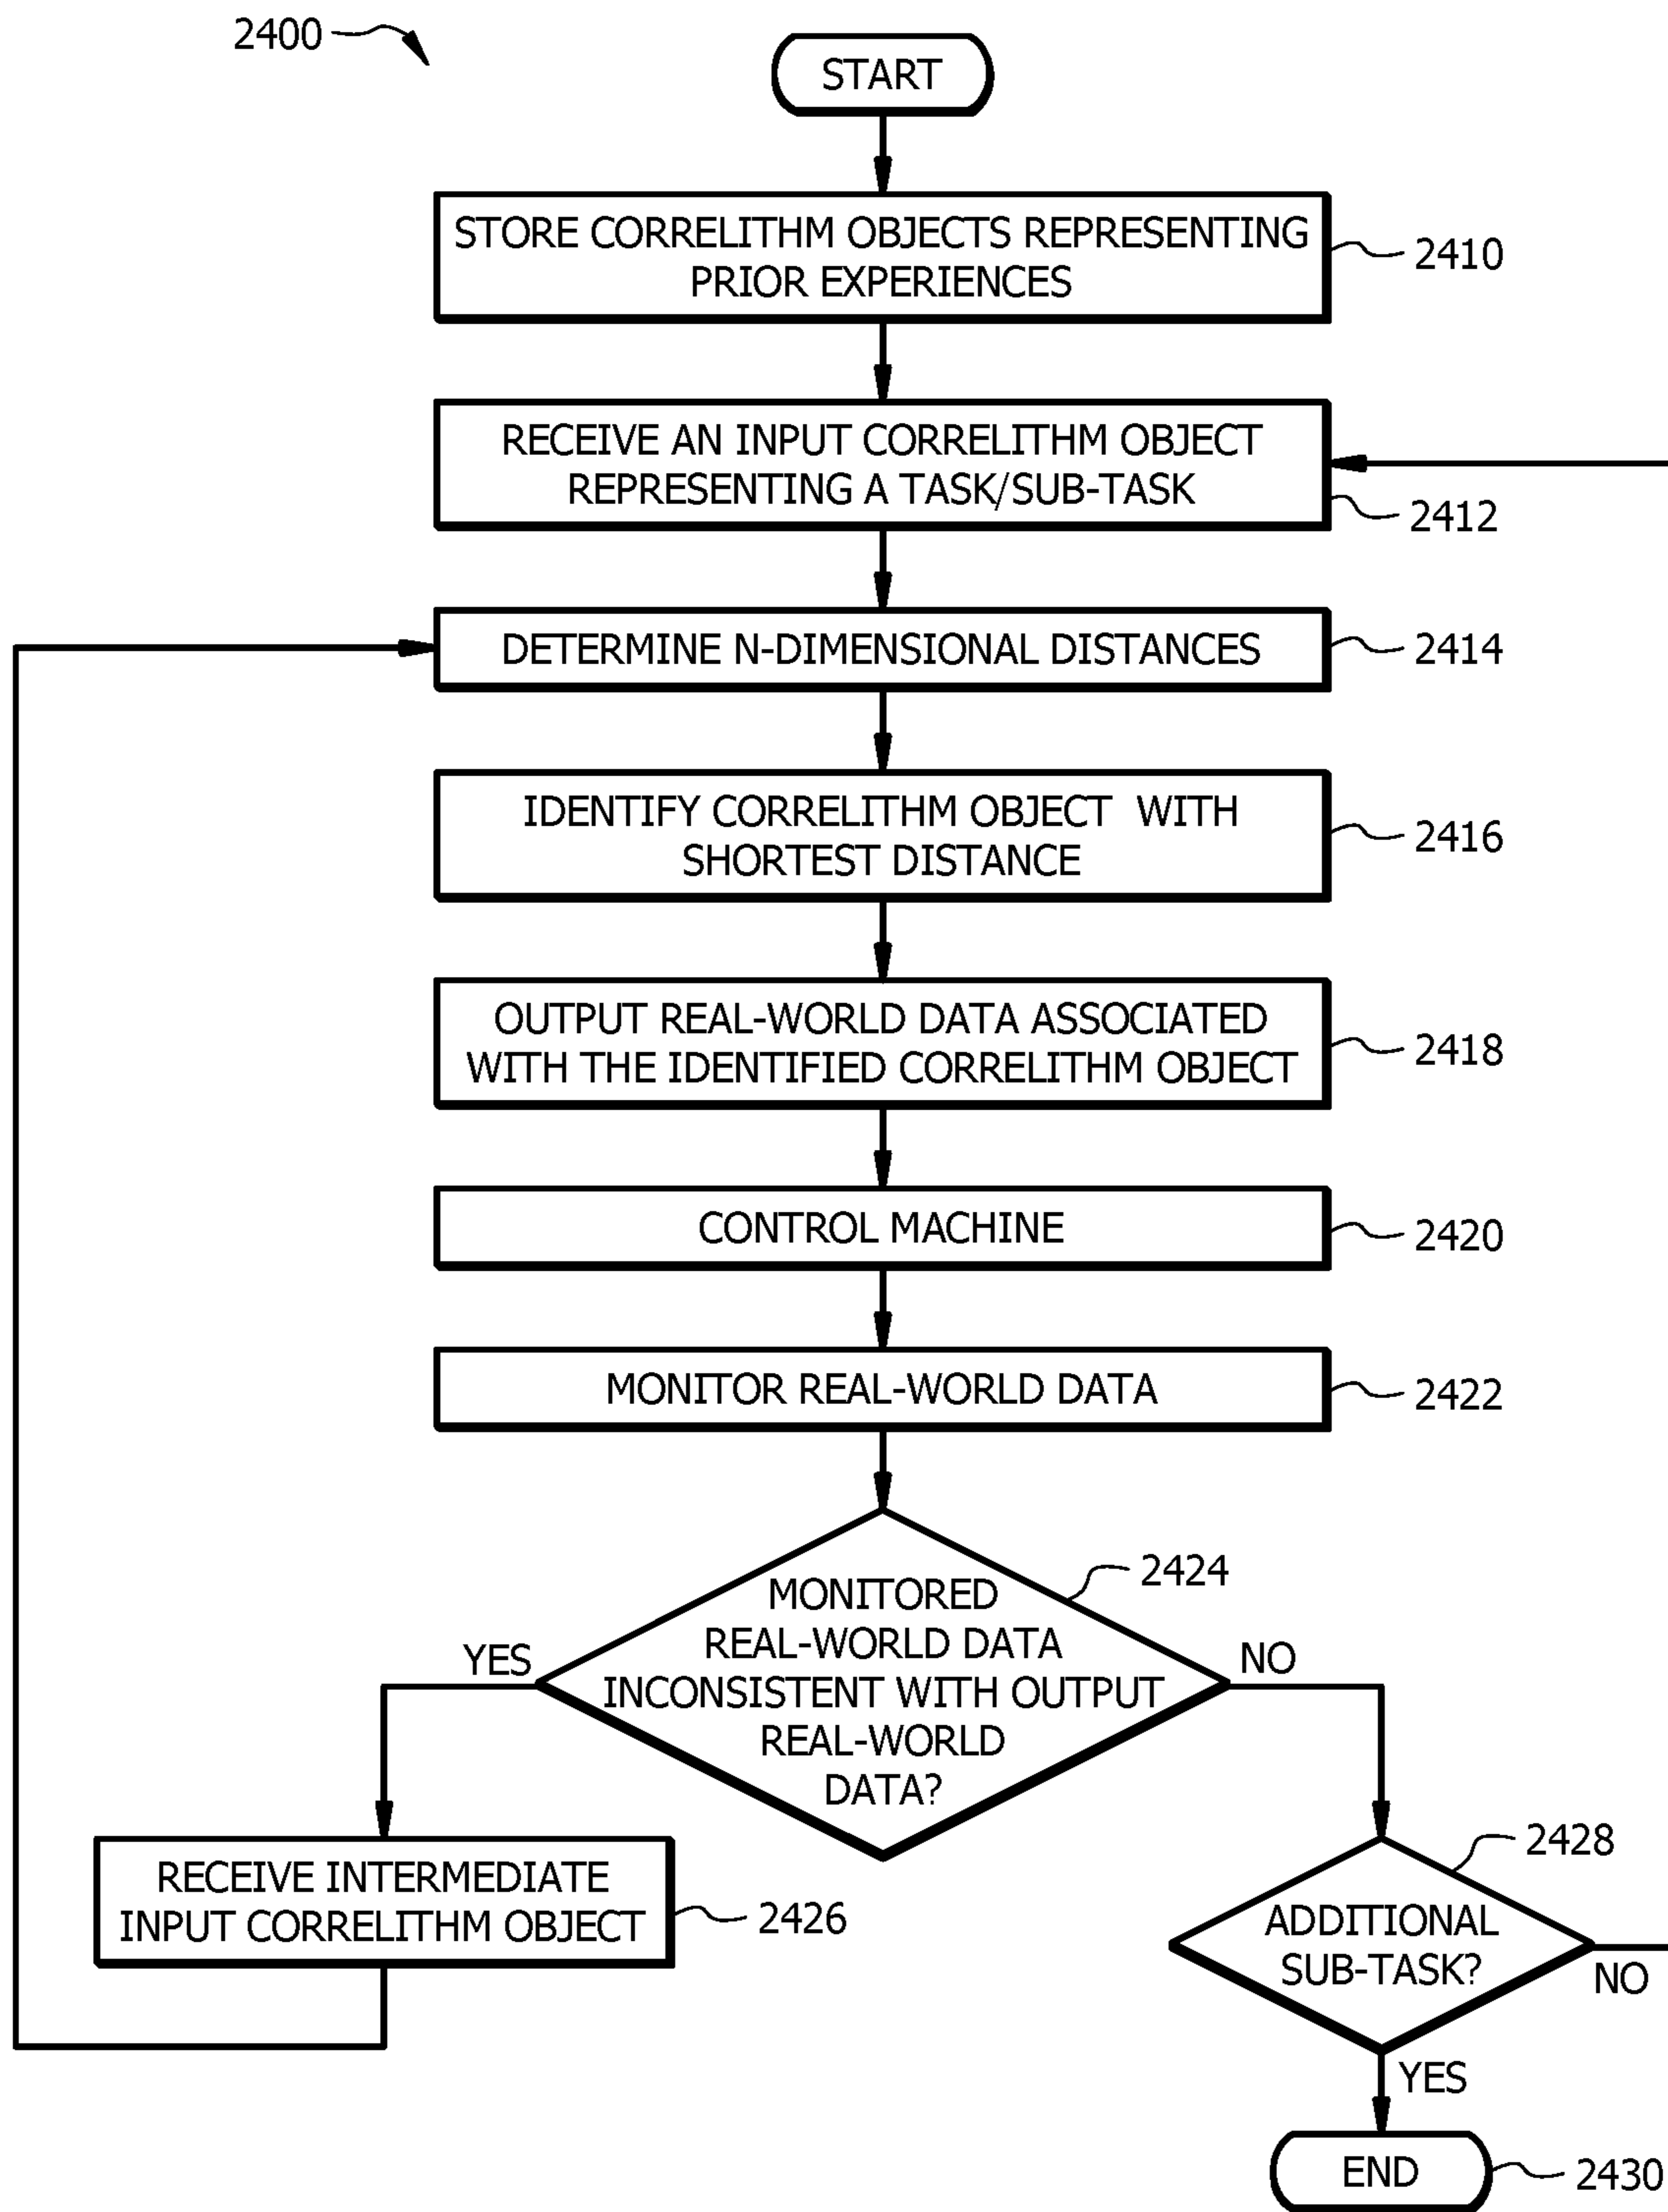 2400
START
STORE CORRELITHM OBJECTS REPRESENTING
PRIOR EXPERIENCES
2410
RECEIVE AN INPUT CORRELITHM OBJECT
REPRESENTING A TASK/SUB-TASK
2412
DETERMINE N-DIMENSIONAL DISTANCES
2414
IDENTIFY CORRELITHM OBJECT WITH
SHORTEST DISTANCE
2416
OUTPUT REAL-WORLD DATA ASSOCIATED
WITH THE IDENTIFIED CORRELITHM OBJECT
2418
CONTROL MACHINE
2420
MONITOR REAL-WORLD DATA
2422
MONITORED
REAL-WORLD DATA
INCONSISTENT WITH OUTPUT
REAL-WORLD
DATA?
2424
YES
NO
RECEIVE INTERMEDIATE
INPUT CORRELITHM OBJECT
2426
ADDITIONAL
SUB-TASK?
2428
NO
YES
END
2430